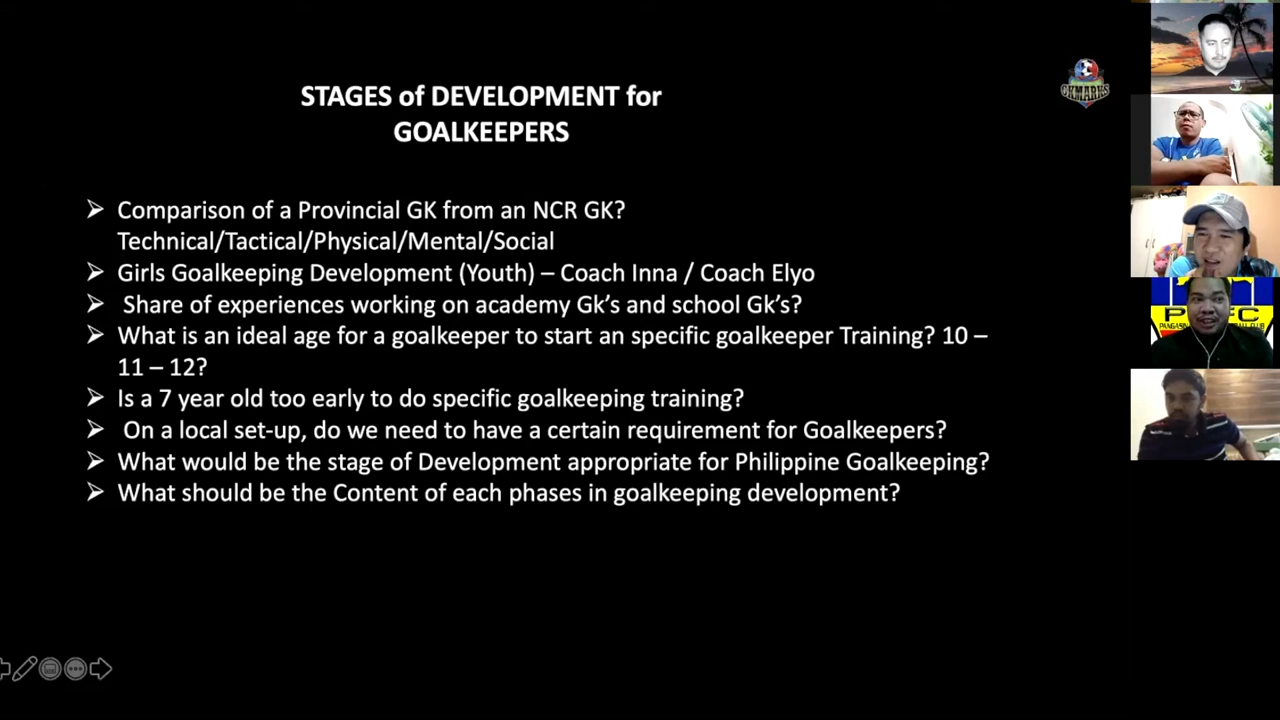 STAGES of DEVELOPMENT for
GOALKEEPERS
GKMARKS
➢ Comparison of a Provincial GK from an NCR GK?
Technical/Tactical/Physical/Mental/Social
➢ Girls Goalkeeping Development (Youth) – Coach Inna / Coach Elyo
➢ Share of experiences working on academy Gk's and school Gk's?
➢ What is an ideal age for a goalkeeper to start an specific goalkeeper Training? 10 –
11 – 12?
➢ Is a 7 year old too early to do specific goalkeeping training?
➢ On a local set-up, do we need to have a certain requirement for Goalkeepers?
➢ What would be the stage of Development appropriate for Philippine Goalkeeping?
➢ What should be the Content of each phases in goalkeeping development?